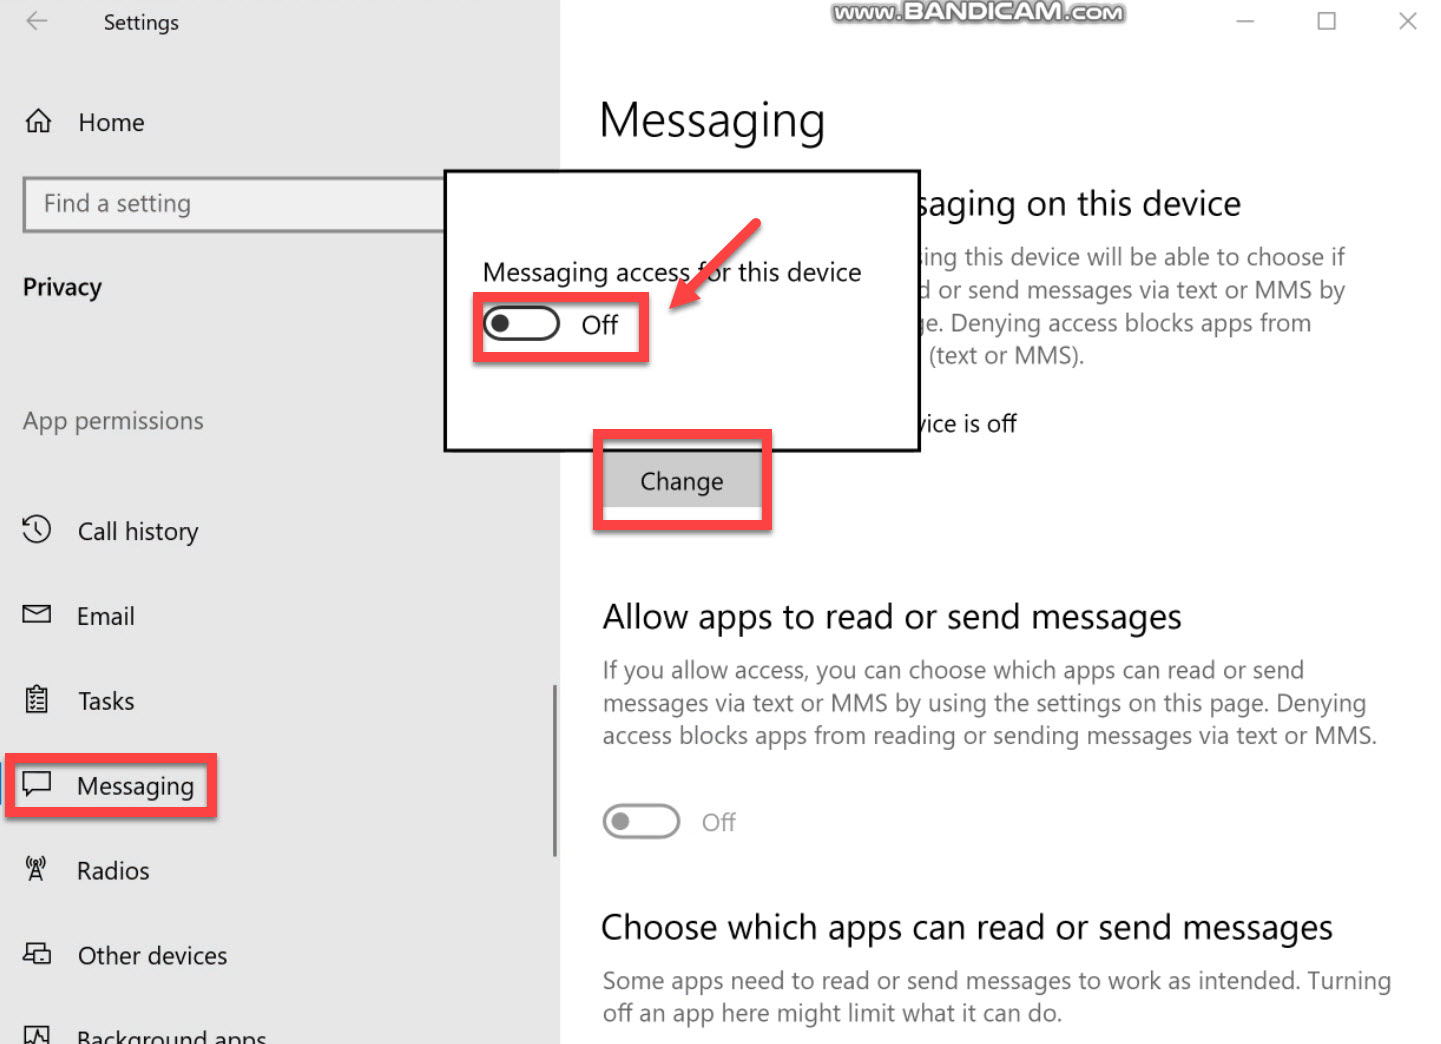 Settings
www.BANDICAM.com
Home
Find a setting
Privacy
App permissions
Call history
Email
Tasks
Messaging
Radios
Other devices
Background apps
Messaging
saging on this device
ing this device will be able to choose if
d or send messages via text or MMS by
e. Denying access blocks apps from
(text or MMS).
Messaging access for this device
Off
vice is off
Change
Allow apps to read or send messages
If you allow access, you can choose which apps can read or send
messages via text or MMS by using the settings on this page. Denying
access blocks apps from reading or sending messages via text or MMS.
Off
Choose which apps can read or send messages
Some apps need to read or send messages to work as intended. Turning
off an app here might limit what it can do.